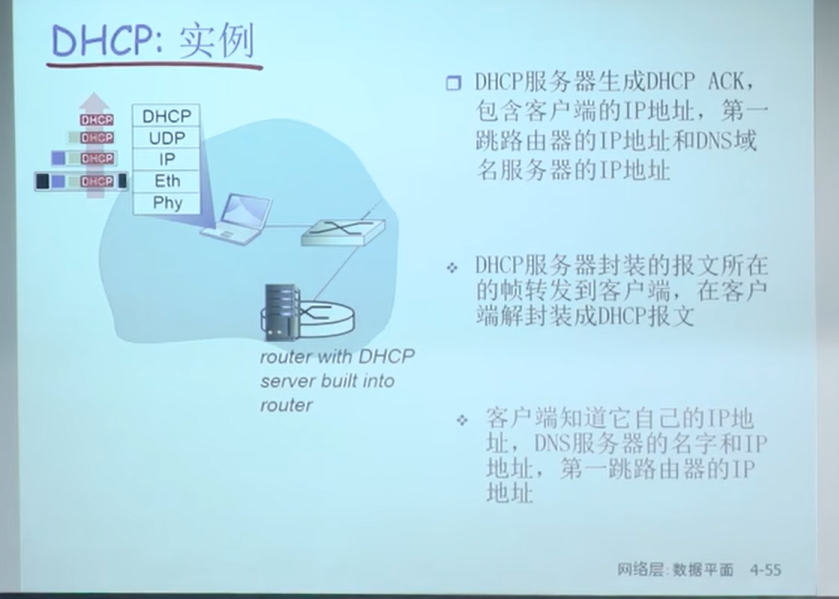 DHCP: 实例
DHCP
DHCP
DHCP
DHCP
DHCP
UDP
IP
Eth
Phy
router with DHCP
server built into
router
DHCP服务器生成DHCP ACK，
包含客户端的IP地址，第一
跳路由器的IP地址和DNS域
名服务器的IP地址
DHCP服务器封装的报文所在
的帧转发到客户端，在客户
端解封装成DHCP报文
客户端知道它自己的IP地
址，DNS服务器的名字和IP
地址，第一跳路由器的IP
地址
网络层:数据平面 4-55